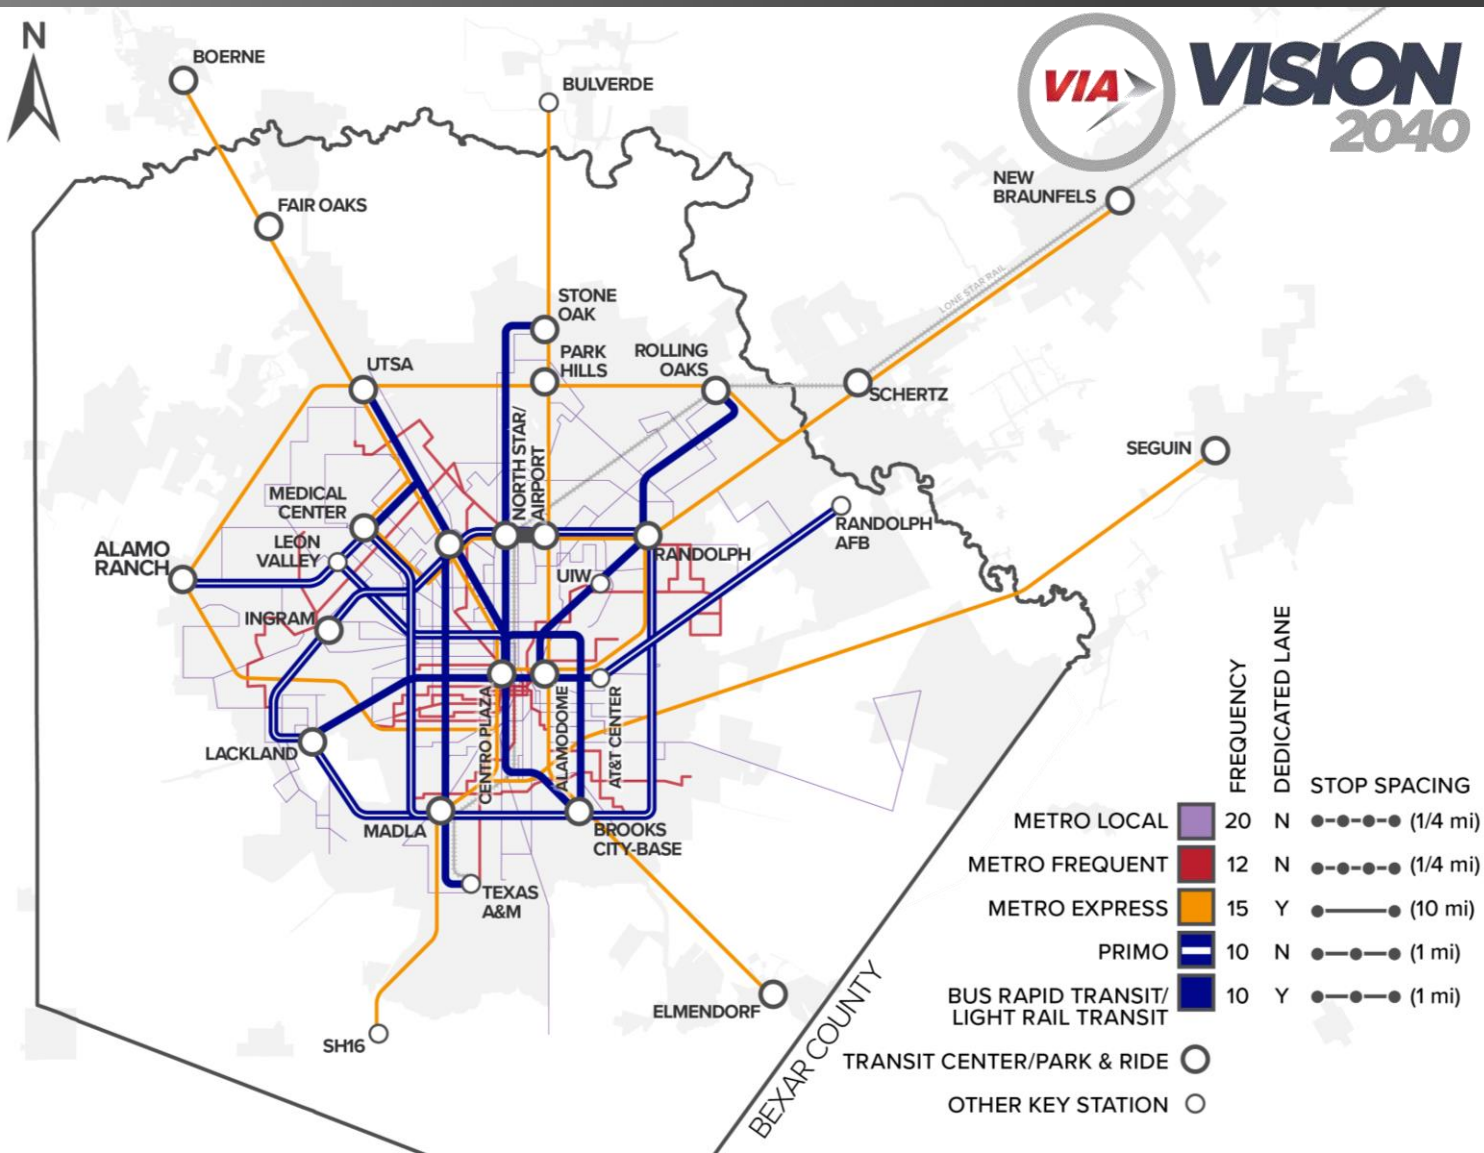 N
BOERNE
BULVERDE
VIA
VISION
2040
NEW
BRAUNFELS
FAIR OAKS
LONE STAR RAIL
STONE
OAK
PARK
HILLS
ROLLING
OAKS
UTSA
SCHERTZ
NORTH STAR/
AIRPORT
SEGUIN
MEDICAL
CENTER
LEON
VALLEY
ALAMO
RANCH
RANDOLPH
AFB
RANDOLPH
UIW
INGRAM
CENTRO PLAZA
ALAMODOME
AT&T CENTER
LACKLAND
MADLA
BROOKS
CITY-BASE
TEXAS
A&M
ELMENDORF
SH16
BEXAR COUNTY
FREQUENCY
DEDICATED LANE
STOP SPACING
METRO LOCAL 20 N (1/4 mi)
METRO FREQUENT 12 N (1/4 mi)
METRO EXPRESS 15 Y (10 mi)
PRIMO 10 N (1 mi)
BUS RAPID TRANSIT/
LIGHT RAIL TRANSIT 10 Y (1 mi)
TRANSIT CENTER/PARK & RIDE
OTHER KEY STATION